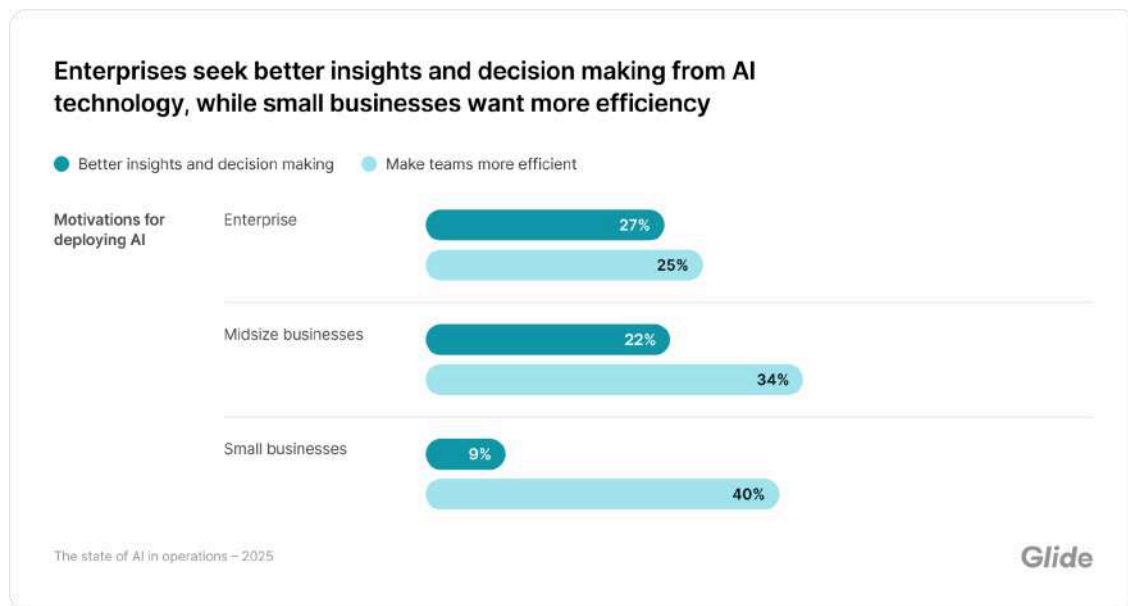 Enterprises seek better insights and decision making from AI
technology, while small businesses want more efficiency
Better insights and decision making
Make teams more efficient
Motivations for
deploying AI
Enterprise
27%
25%
Midsize businesses
22%
34%
Small businesses
9%
40%
The state of AI in operations – 2025
Glide